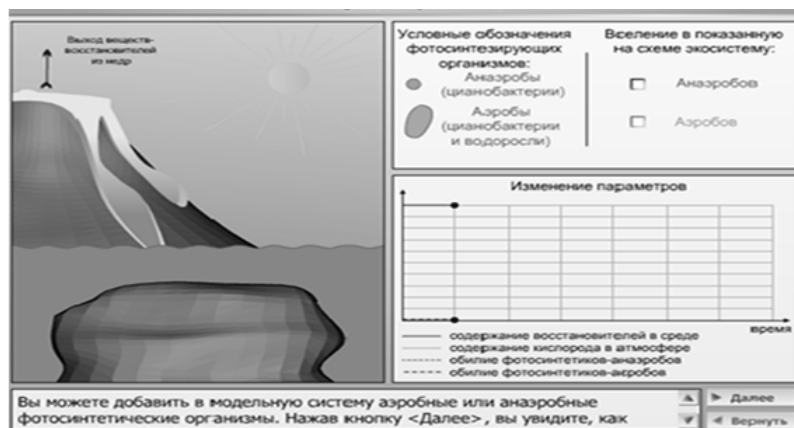 Выход веществ-
восстановителей
из недр
Условные обозначения
фотосинтезирующих
организмов:
Анаэробы
(цианобактерии)
Аэробы
(цианобактерии
и водоросли)
Вселение в показанную
на схеме экосистему:
Анаэробов
Аэробов
Изменение параметров
время
содержание восстановителей в среде
содержание кислорода в атмосфере
обилие фотосинтетиков-анаэробов
обилие фотосинтетиков-аэробов
Вы можете добавить в модельную систему аэробные или анаэробные
фотосинтетические организмы. Нажав кнопку <Далее>, вы увидите, как
Далее
Вернуть